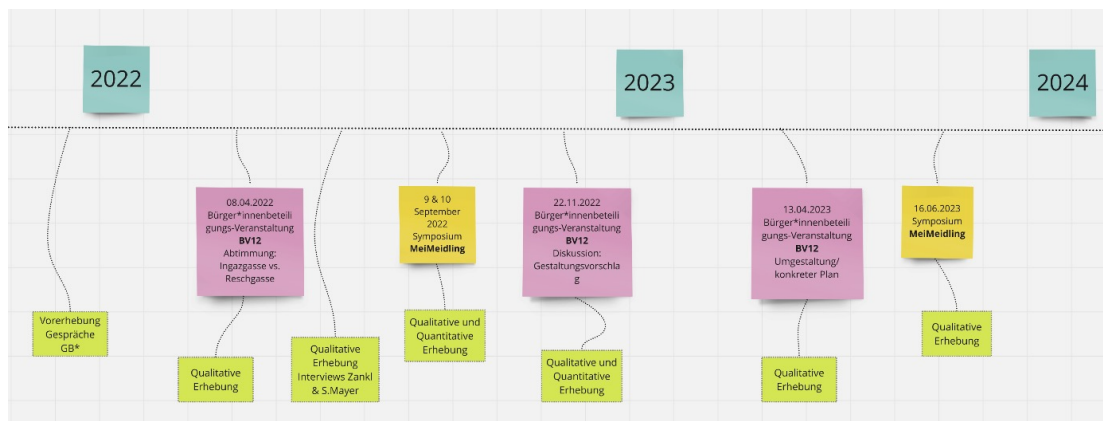 2022
2023
2024
08.04.2022
Bürger*innenbeteili
gungs-Veranstaltung
BV12
Abtimmung:
Ingazgasse vs.
Reschgasse
9 & 10
September
2022
Symposium
MeiMeidling
22.11.2022
Bürger*innenbeteili
gungs-Veranstaltung
BV12
Diskussion:
Gestaltungsvorschla
g
13.04.2023
Bürger*innenbeteili
gungs-Veranstaltung
BV12
Umgestaltung/
konkreter Plan
16.06.2023
Symposium
MeiMeidling
Vorerhebung
Gespräche
GB*
Qualitative
Erhebung
Qualitative
Erhebung
Interviews Zankl
& S.Mayer
Qualitative und
Quantitative
Erhebung
Qualitative und
Quantitative
Erhebung
Qualitative
Erhebung
Qualitative
Erhebung